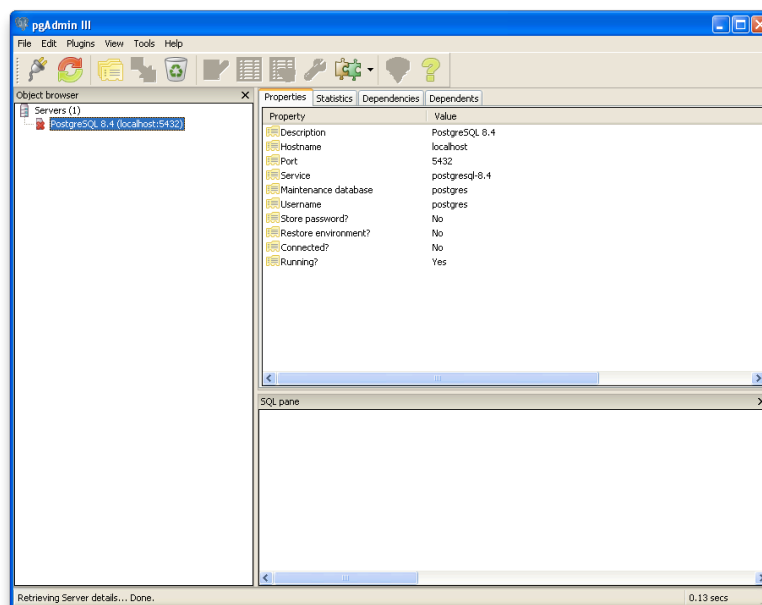 pgAdmin III
File Edit Plugins View Tools Help
Object browser
Servers (1)
PostgreSQL 8.4 (localhost:5432)
Properties Statistics Dependencies Dependents
Property Value
Description PostgreSQL 8.4
Hostname localhost
Port 5432
Service postgresql-8.4
Maintenance database postgres
Username postgres
Store password? No
Restore environment? No
Connected? No
Running? Yes
SQL pane
Retrieving Server details... Done. 0.13 secs